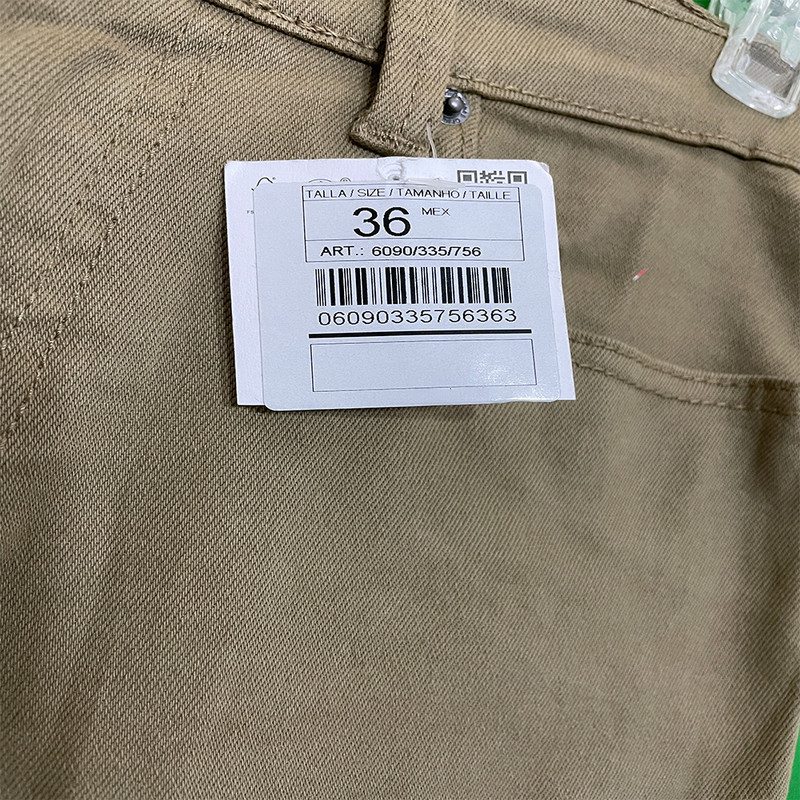 TALLA / SIZE / TAMANHO / TAILLE
36 MEX
ART.: 6090/335/756
06090335756363